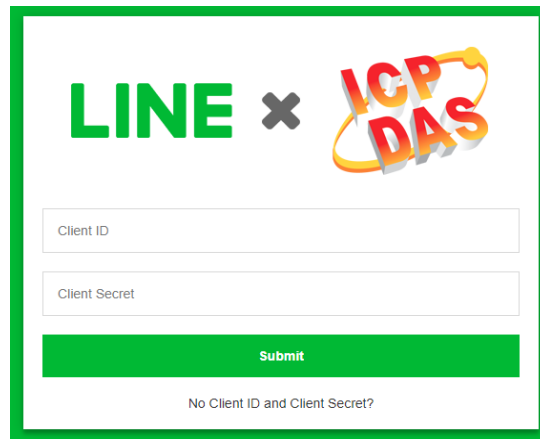 LINE × ICP DAS
Client ID
Client Secret
Submit
No Client ID and Client Secret?